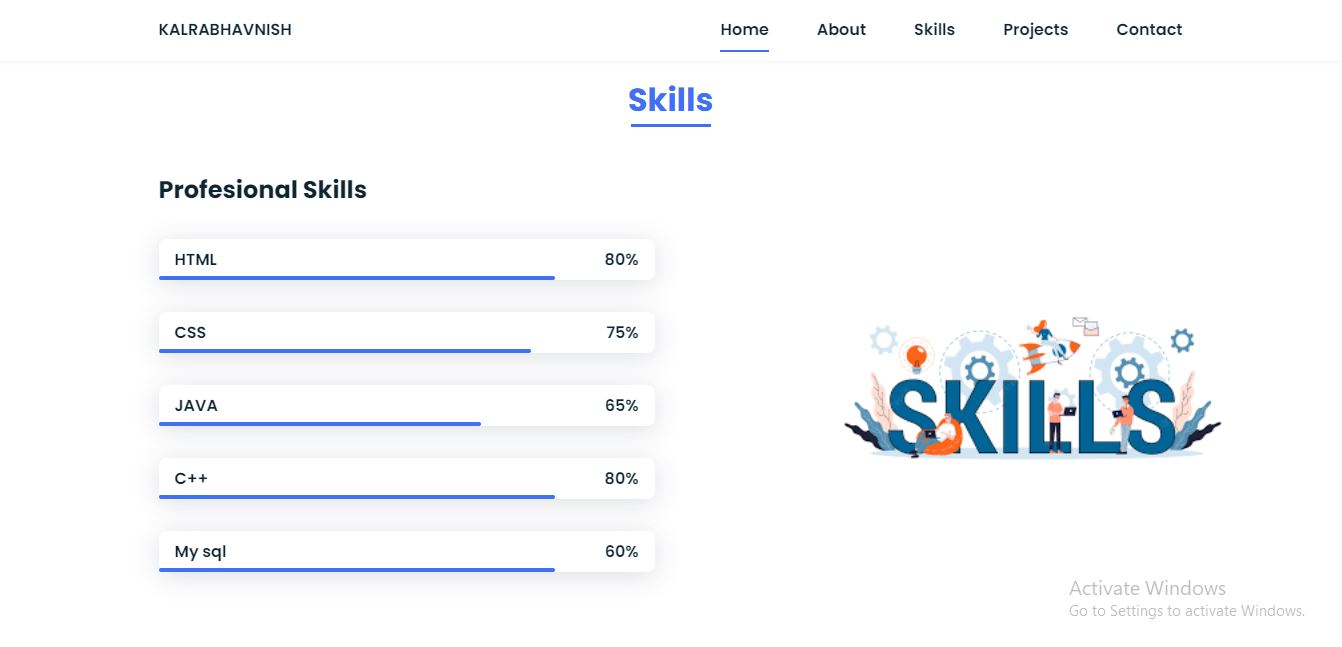 KALRABHAVNISH Home About Skills Projects Contact
Skills
Profesional Skills
HTML 80%
CSS 75%
JAVA 65%
C++ 80%
My sql 60%
SKILLS
Activate Windows
Go to Settings to activate Windows.